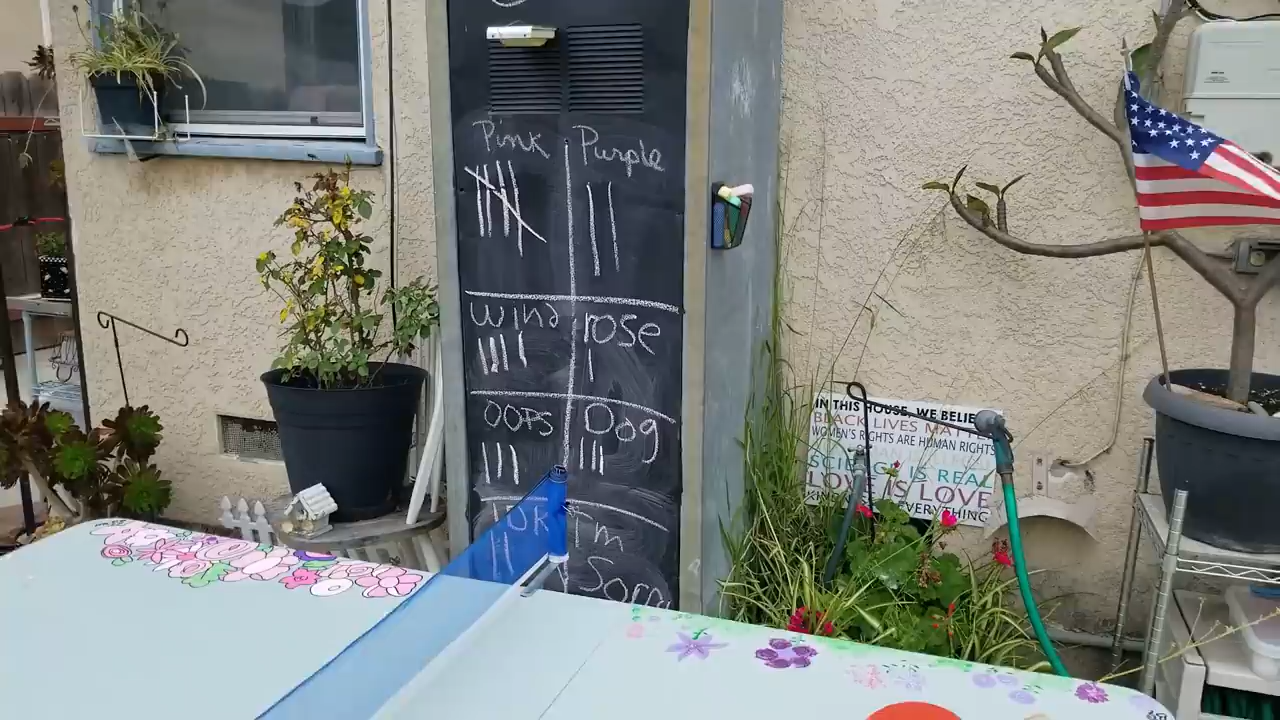 Pink Purple
wind rose
OOPS Dog
I'm
Sorry
IN THIS HOUSE, WE BELIEVE
BLACK LIVES MATTER
WOMEN'S RIGHTS ARE HUMAN RIGHTS
SCIENCE IS REAL
LOVE IS LOVE
EVERYTHING